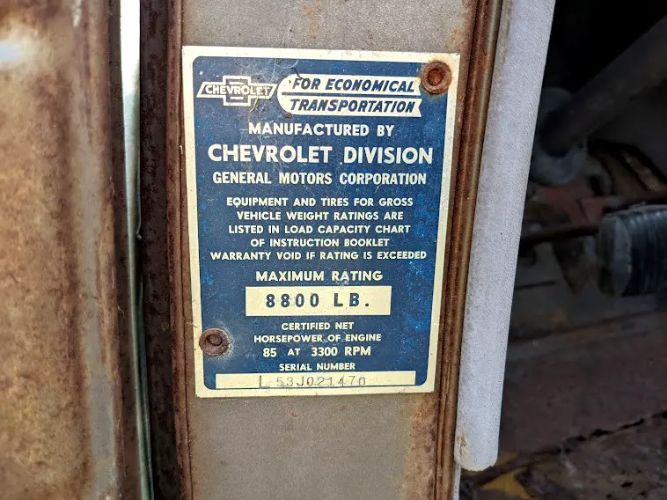 CHEVROLET
FOR ECONOMICAL
TRANSPORTATION
MANUFACTURED BY
CHEVROLET DIVISION
GENERAL MOTORS CORPORATION
EQUIPMENT AND TIRES FOR GROSS
VEHICLE WEIGHT RATINGS ARE
LISTED IN LOAD CAPACITY CHART
OF INSTRUCTION BOOKLET
WARRANTY VOID IF RATING IS EXCEEDED
MAXIMUM RATING
8800 LB.
CERTIFIED NET
HORSEPOWER OF ENGINE
85 AT 3300 RPM
SERIAL NUMBER
L 53J021470